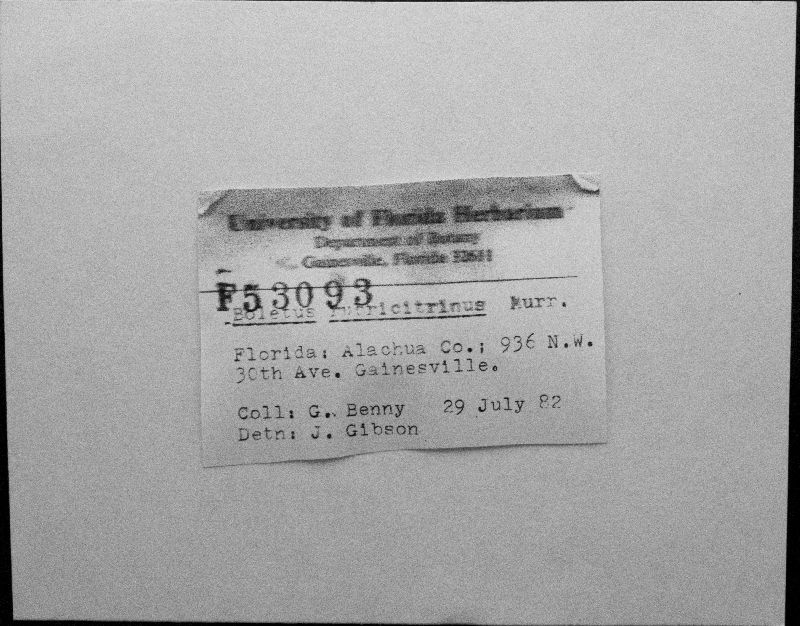 University of Florida Herbarium
Department of Botany
Gainesville, Florida 32611
F53093
Boletus rubricitrinus Murr.
Florida: Alachua Co.; 936 N.W.
30th Ave. Gainesville.
Coll: G. Benny 29 July 82
Detn: J. Gibson